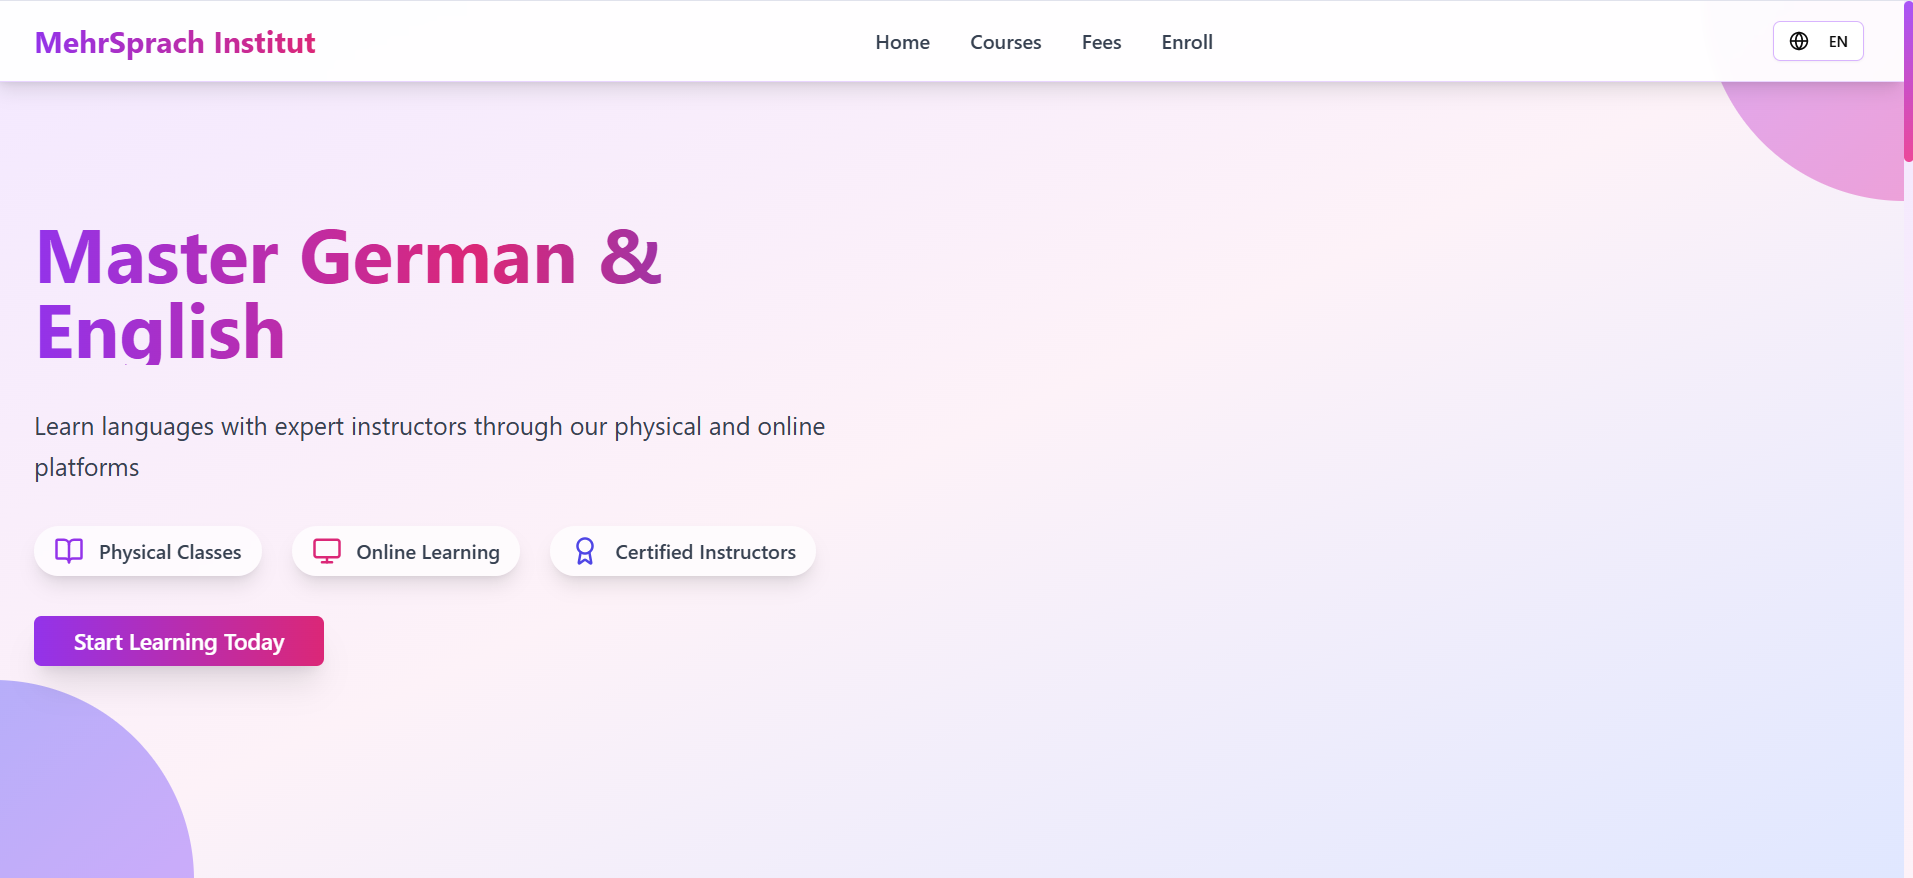 MehrSprach Institut
Home
Courses
Fees
Enroll
EN
Master German &
English
Learn languages with expert instructors through our physical and online
platforms
Physical Classes
Online Learning
Certified Instructors
Start Learning Today